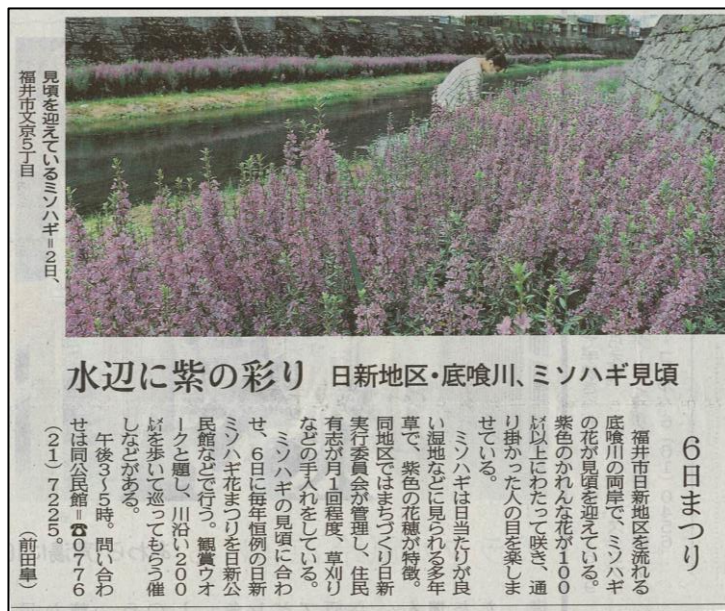 見頃を迎えているミソハギ＝2日、
福井市文京5丁目
水辺に紫の彩り 日新地区・底喰川、ミソハギ見頃
6日まつり
福井市日新地区を流れる
底喰川の両岸で、ミソハギ
の花が見頃を迎えている。
紫色のかれんな花が100
㍍以上にわたって咲き、通
り掛かった人の目を楽しま
せている。
ミソハギは日当たりが良
い湿地などに見られる多年
草で、紫色の花穂が特徴。
同地区ではまちづくり日新
実行委員会が管理し、住民
有志が月1回程度、草刈り
などの手入れをしている。
ミソハギの見頃に合わ
せ、6日に毎年恒例の日新
ミソハギ花まつりを日新公
民館などで行う。観賞ウオ
ークと題し、川沿い200
㍍を歩いて巡ってもらう催
しなどがある。
午後3〜5時。問い合わ
せは同公民館＝☎0776
(21)7225。
(前田皐)